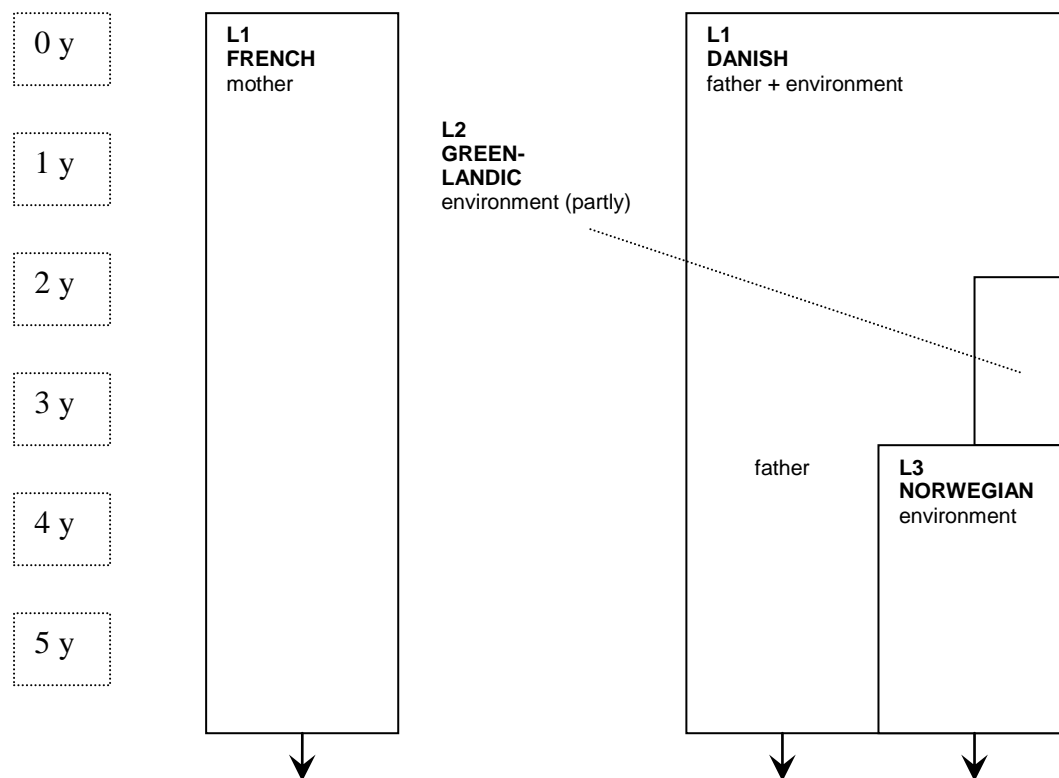 0 y
L1
FRENCH
mother
L1
DANISH
father + environment
1 y
L2
GREEN-
LANDIC
environment (partly)
2 y
3 y
father
L3
NORWEGIAN
environment
4 y
5 y